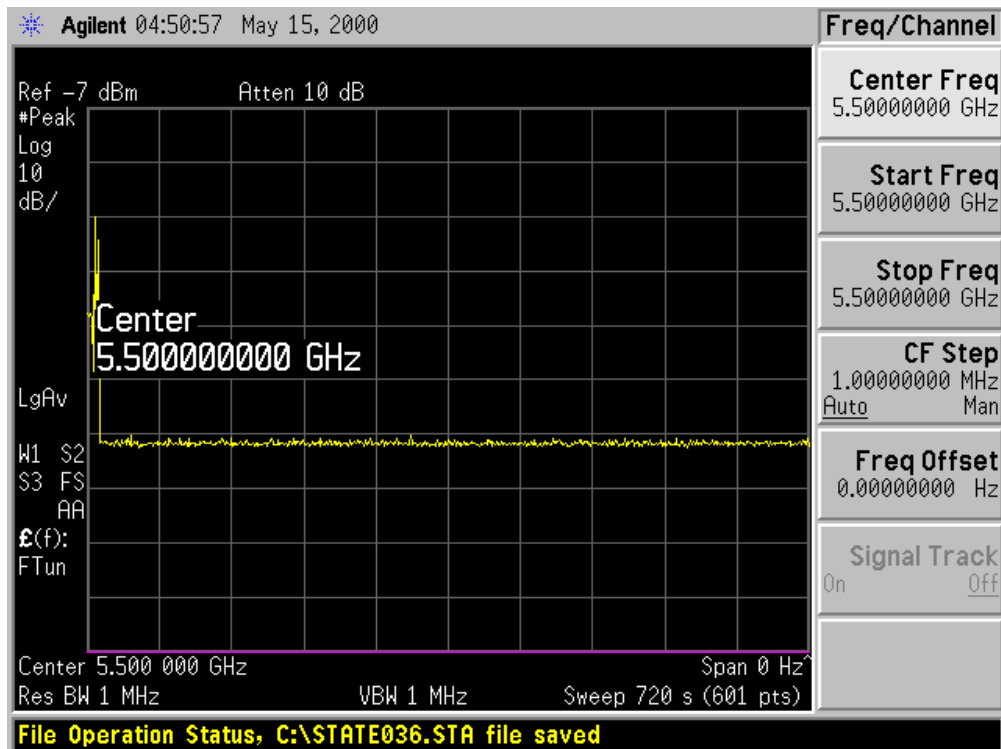 Agilent 04:50:57 May 15, 2000
Freq/Channel
Ref -7 dBm Atten 10 dB
#Peak
Log
10
dB/
Center
5.500000000 GHz
LgAv
W1 S2
S3 FS
AA
£(f):
FTun
Center 5.500 000 GHz Span 0 Hz^
Res BW 1 MHz VBW 1 MHz Sweep 720 s (601 pts)
File Operation Status, C:\STATE036.STA file saved
Center Freq
5.50000000 GHz
Start Freq
5.50000000 GHz
Stop Freq
5.50000000 GHz
CF Step
1.00000000 MHz
Auto Man
Freq Offset
0.00000000 Hz
Signal Track
On Off